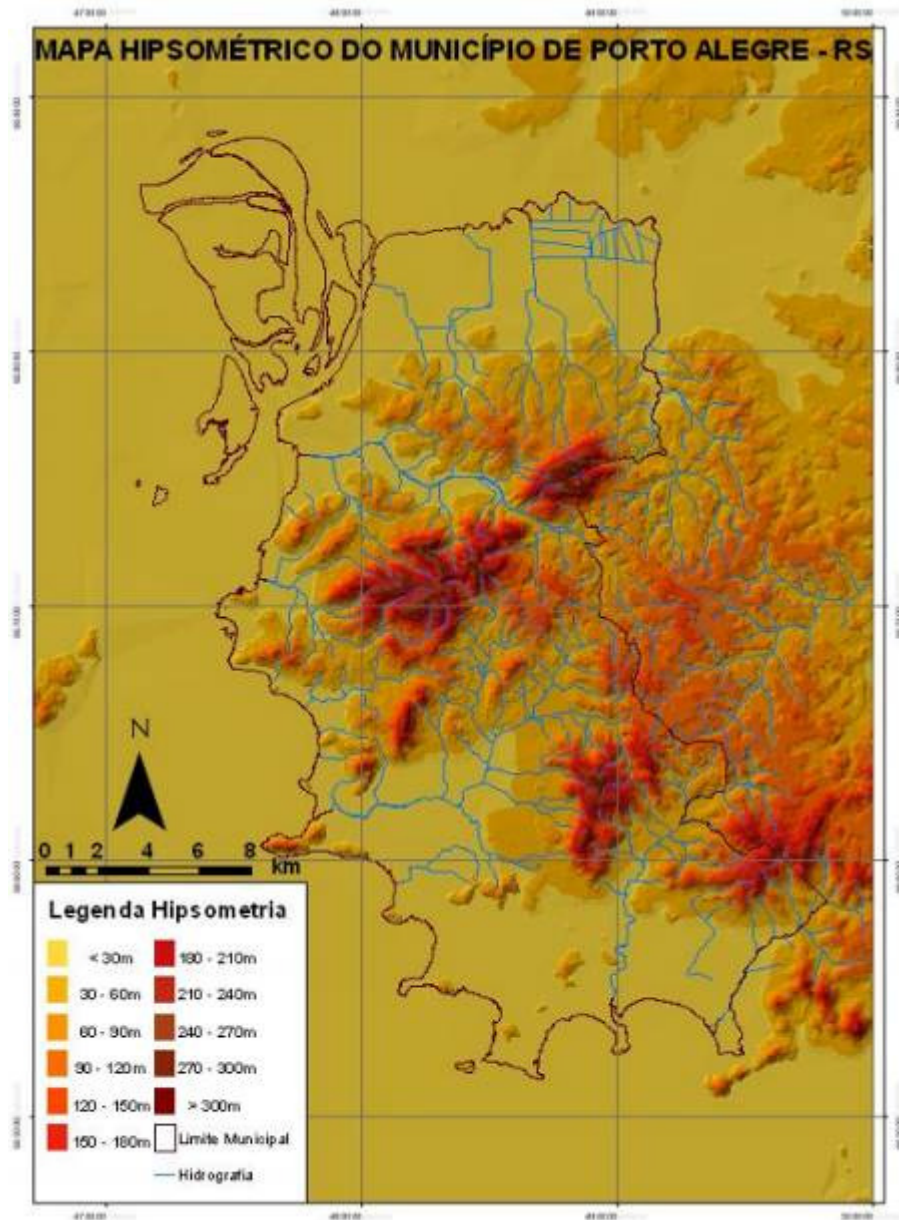 MAPA HIPSOMÉTRICO DO MUNICÍPIO DE PORTO ALEGRE - RS
N
0 1 2 4 6 8
km
Legenda Hipsometria
< 30m
30 - 60m
60 - 90m
90 - 120m
120 - 150m
150 - 180m
180 - 210m
210 - 240m
240 - 270m
270 - 300m
> 300m
Limite Municipal
Hidrografia